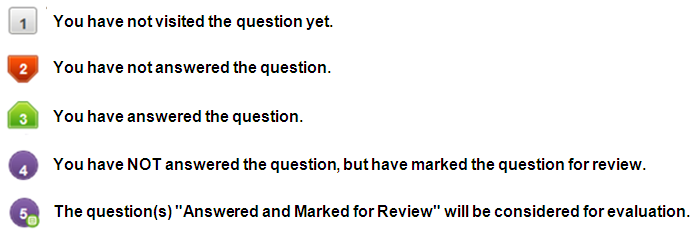 1 You have not visited the question yet.
2 You have not answered the question.
3 You have answered the question.
4 You have NOT answered the question, but have marked the question for review.
5 The question(s) "Answered and Marked for Review" will be considered for evaluation.